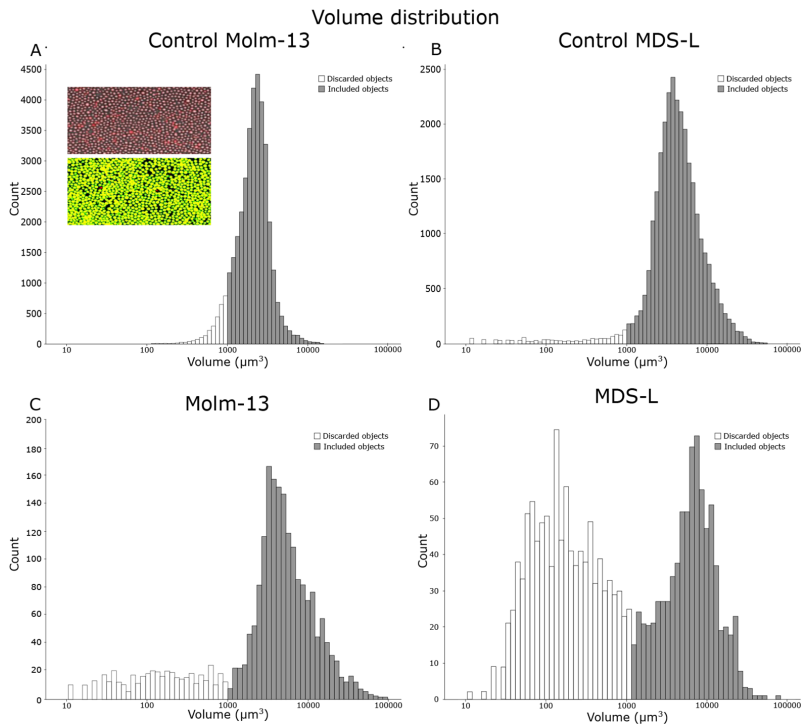 Volume distribution
A
Control Molm-13
4500
4000
3500
3000
2500
2000
1500
1000
500
0
Count
Discarded objects
Included objects
10 100 1000 10000 100000
Volume (µm³)
B
Control MDS-L
2500
2000
1500
1000
500
0
Count
Discarded objects
Included objects
10 100 1000 10000 100000
Volume (µm³)
C
Molm-13
200
180
160
140
120
100
80
60
40
20
0
Count
Discarded objects
Included objects
10 100 1000 10000 100000
Volume (µm³)
D
MDS-L
70
60
50
40
30
20
10
0
Count
Discarded objects
Included objects
10 100 1000 10000 100000
Volume (µm³)